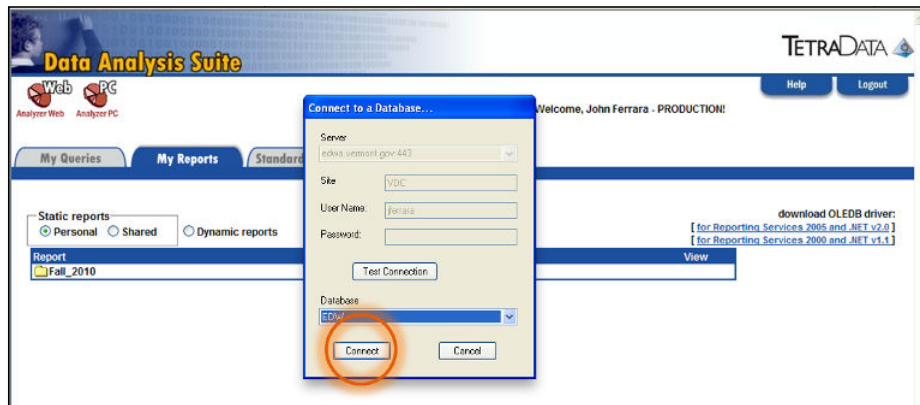 Data Analysis Suite
TETRADATA
Web PC
Analyzer Web Analyzer PC
Help Logout
Welcome, John Ferrara - PRODUCTION!
My Queries My Reports Standard
Connect to a Database...
Server
edwa.vermont.gov:443
Site VDC
User Name: jferrara
Password:
Test Connection
Database
EDW
Connect Cancel
Static reports
Personal Shared Dynamic reports
download OLEDB driver:
[ for Reporting Services 2005 and .NET v2.0 ]
[ for Reporting Services 2000 and .NET v1.1 ]
Report View
Fall_2010